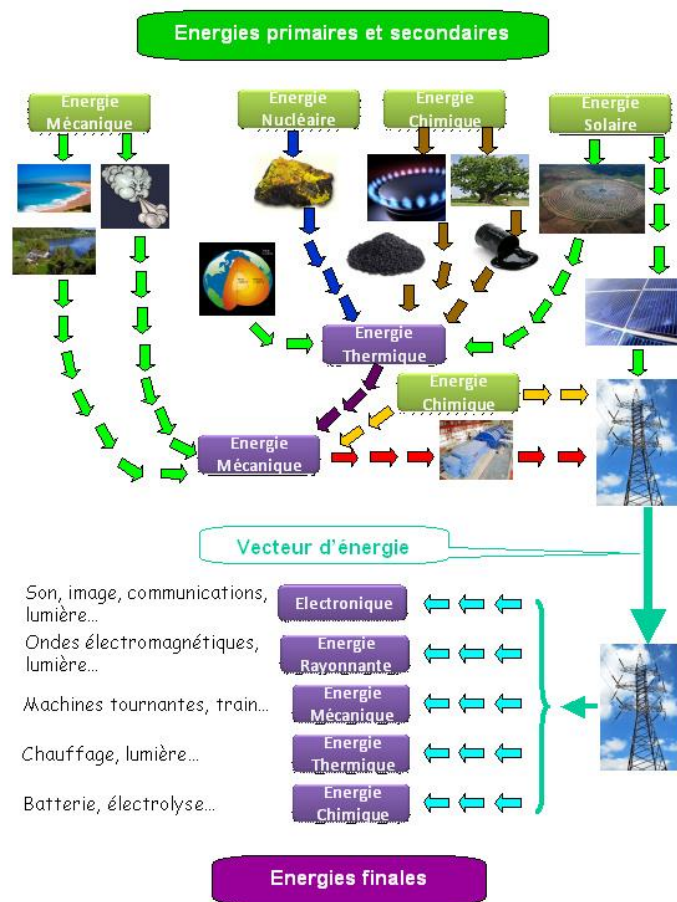 Energies primaires et secondaires
Energie
Mécanique
Energie
Nucléaire
Energie
Chimique
Energie
Solaire
Energie
Thermique
Energie
Chimique
Energie
Mécanique
Vecteur d'énergie
Son, image, communications,
lumière...
Electronique
Ondes électromagnétiques,
lumière...
Energie
Rayonnante
Machines tournantes, train...
Energie
Mécanique
Chauffage, lumière...
Energie
Thermique
Batterie, électrolyse...
Energie
Chimique
Energies finales